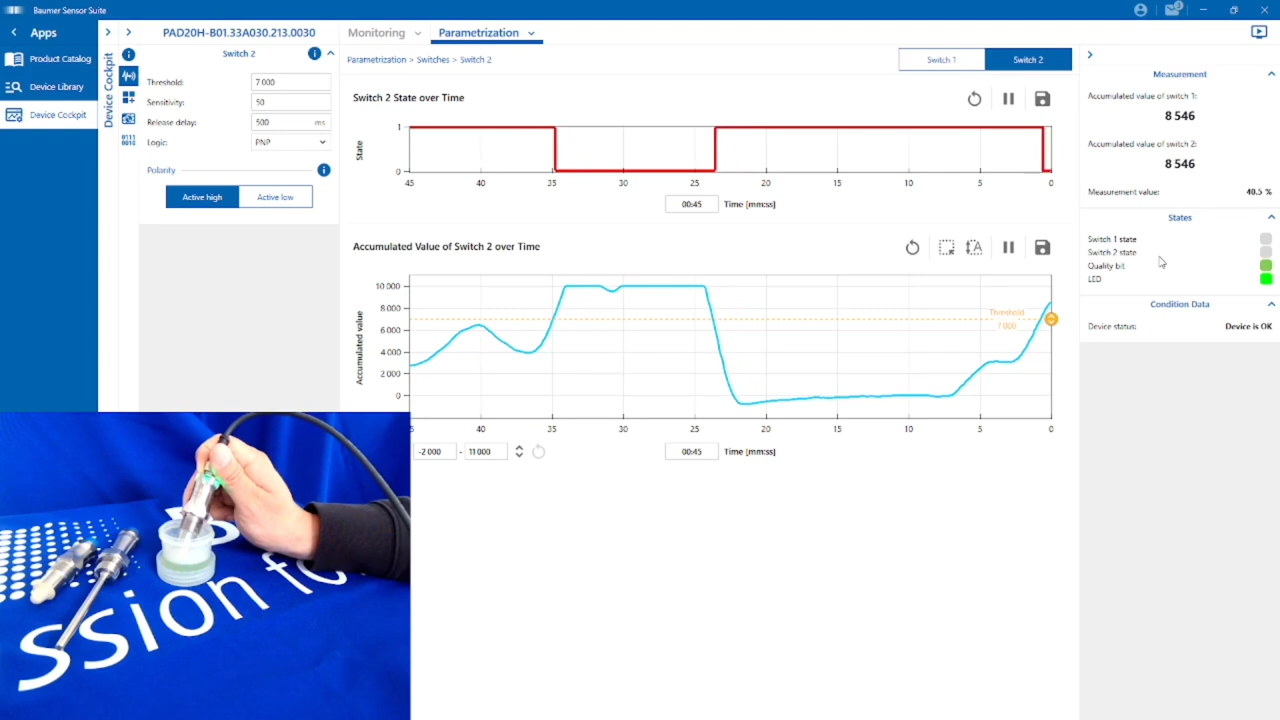 Baumer Sensor Suite
3
Apps
Product Catalog
Device Library
Device Cockpit
Device Cockpit
PAD20H-B01.33A030.213.0030
Switch 2
Threshold: 7 000
Sensitivity: 50
Release delay: 500 ms
Logic: PNP
Polarity
Active high Active low
Monitoring Parametrization
Parametrization > Switches > Switch 2
Switch 1 Switch 2
Switch 2 State over Time
State
1
0
45 40 35 30 25 20 15 10 5 0
00:45 Time [mm:ss]
Accumulated Value of Switch 2 over Time
Accumulated value
10 000
8 000
6 000
4 000
2 000
0
Threshold
7 000
5 40 35 30 25 20 15 10 5 0
-2 000 - 11 000 00:45 Time [mm:ss]
Measurement
Accumulated value of switch 1:
8 546
Accumulated value of switch 2:
8 546
Measurement value: 40.5 %
States
Switch 1 state
Switch 2 state
Quality bit
LED
Condition Data
Device status: Device is OK
ssion fo